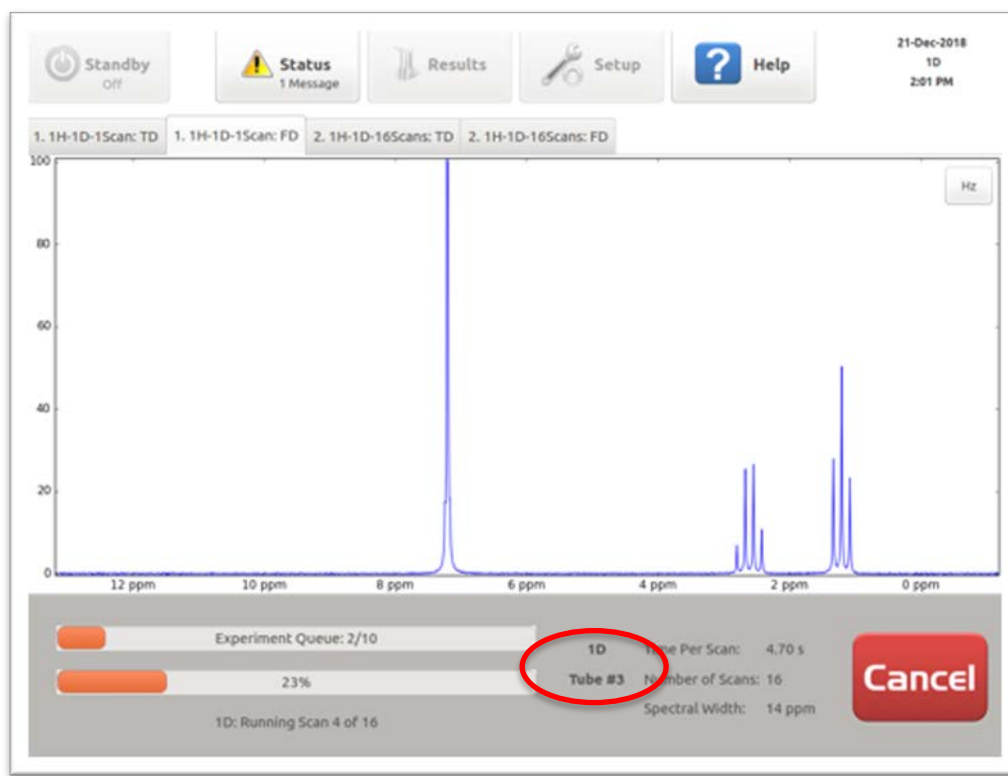 Standby
Off
Status
1 Message
Results
Setup
?
Help
21-Dec-2018
1D
2:01 PM
1. 1H-1D-1Scan: TD
1. 1H-1D-1Scan: FD
2. 1H-1D-16Scans: TD
2. 1H-1D-16Scans: FD
Hz
100
80
60
40
20
0
12 ppm 10 ppm 8 ppm 6 ppm 4 ppm 2 ppm 0 ppm
Experiment Queue: 2/10
23%
1D: Running Scan 4 of 16
1D
Tube #3
Time Per Scan: 4.70 s
Number of Scans: 16
Spectral Width: 14 ppm
Cancel